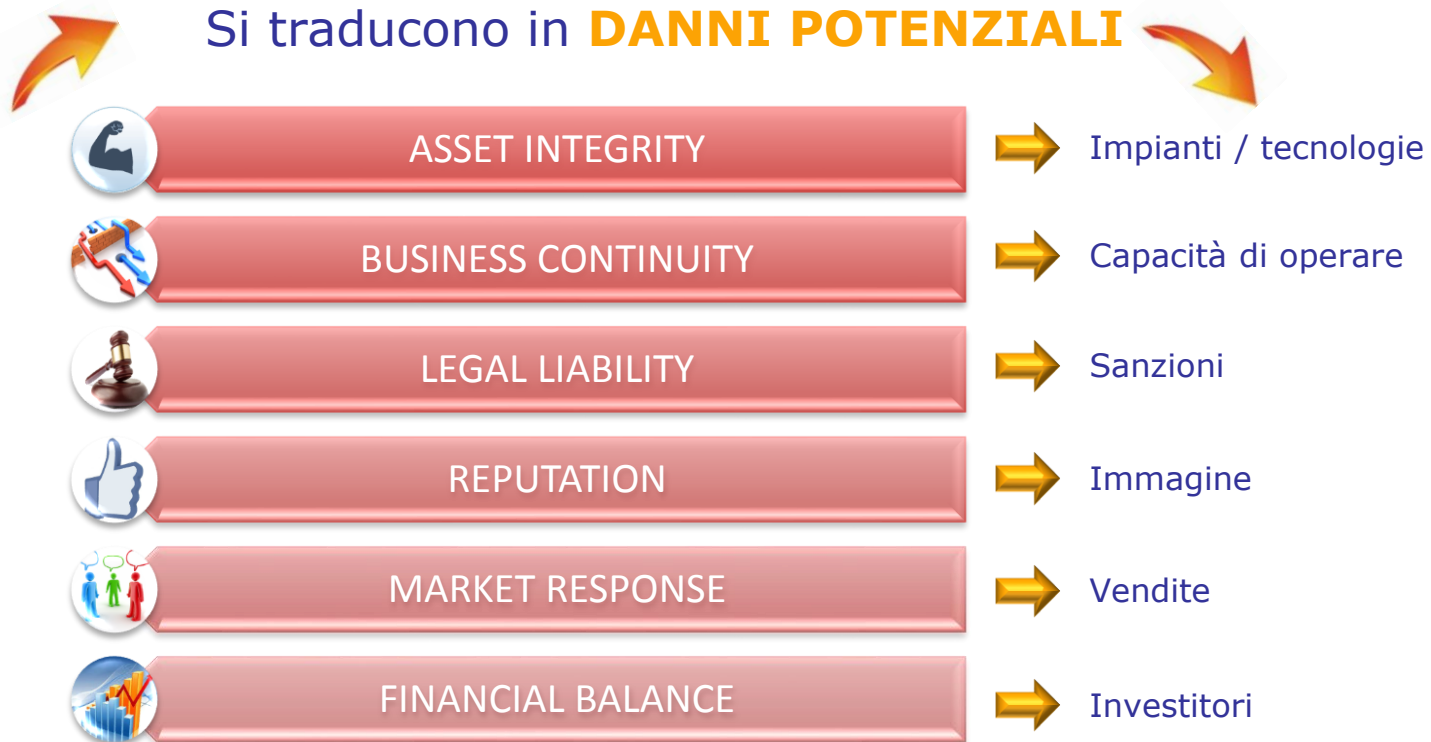 Si traducono in DANNI POTENZIALI
ASSET INTEGRITY
Impianti / tecnologie
BUSINESS CONTINUITY
Capacità di operare
LEGAL LIABILITY
Sanzioni
REPUTATION
Immagine
MARKET RESPONSE
Vendite
FINANCIAL BALANCE
Investitori